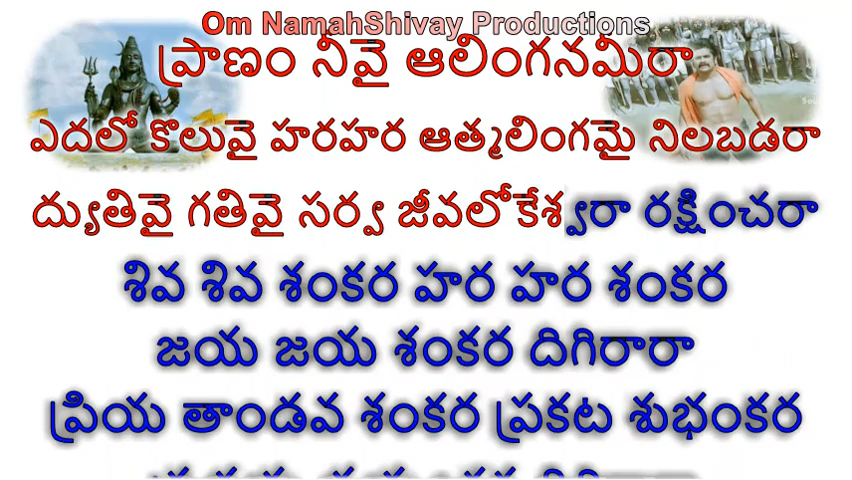 Om NamahShivay Productions
ప్రాణం నీవై ఆలింగనమీరా
ఎదలో కొలువై హరహర ఆత్మలింగమై నిలబడరా
ద్యుతివై గతివై సర్వ జీవలోకేశ్వరా రక్షించరా
శివ శివ శంకర హర హర శంకర
జయ జయ శంకర దిగిరారా
ప్రియ తాండవ శంకర ప్రకట శుభంకర